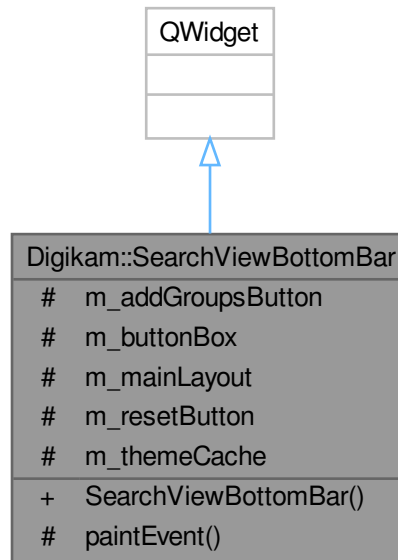 QWidget
Digikam::SearchViewBottomBar
# m_addGroupsButton
# m_buttonBox
# m_mainLayout
# m_resetButton
# m_themeCache
+ SearchViewBottomBar()
# paintEvent()